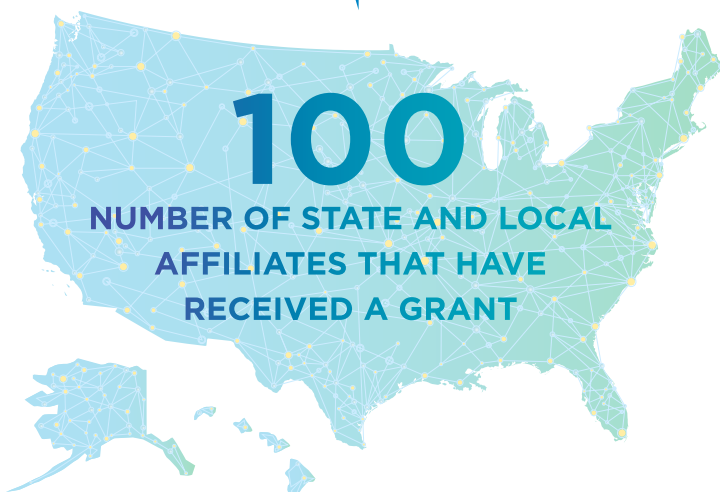 100
NUMBER OF STATE AND LOCAL
AFFILIATES THAT HAVE
RECEIVED A GRANT